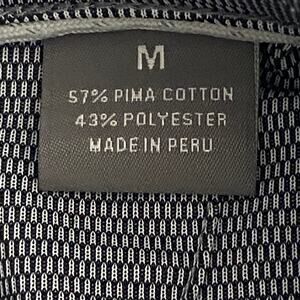 M
57% PIMA COTTON
43% POLYESTER
MADE IN PERU